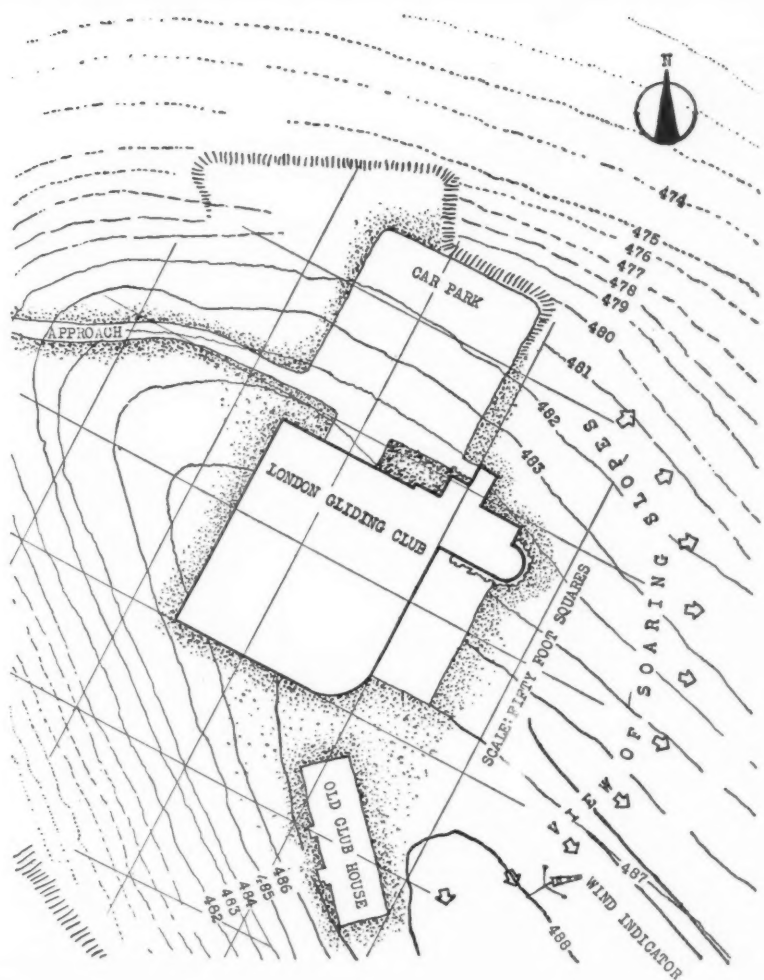 N
474
475
476
477
478
479
480
481
482
483
CAR PARK
APPROACH
LONDON GLIDING CLUB
SCALE: FIFTY FOOT SQUARES
VIEW OF SOARING SLOPES
OLD CLUB HOUSE
486
485
484
483
482
487
488
WIND INDICATOR